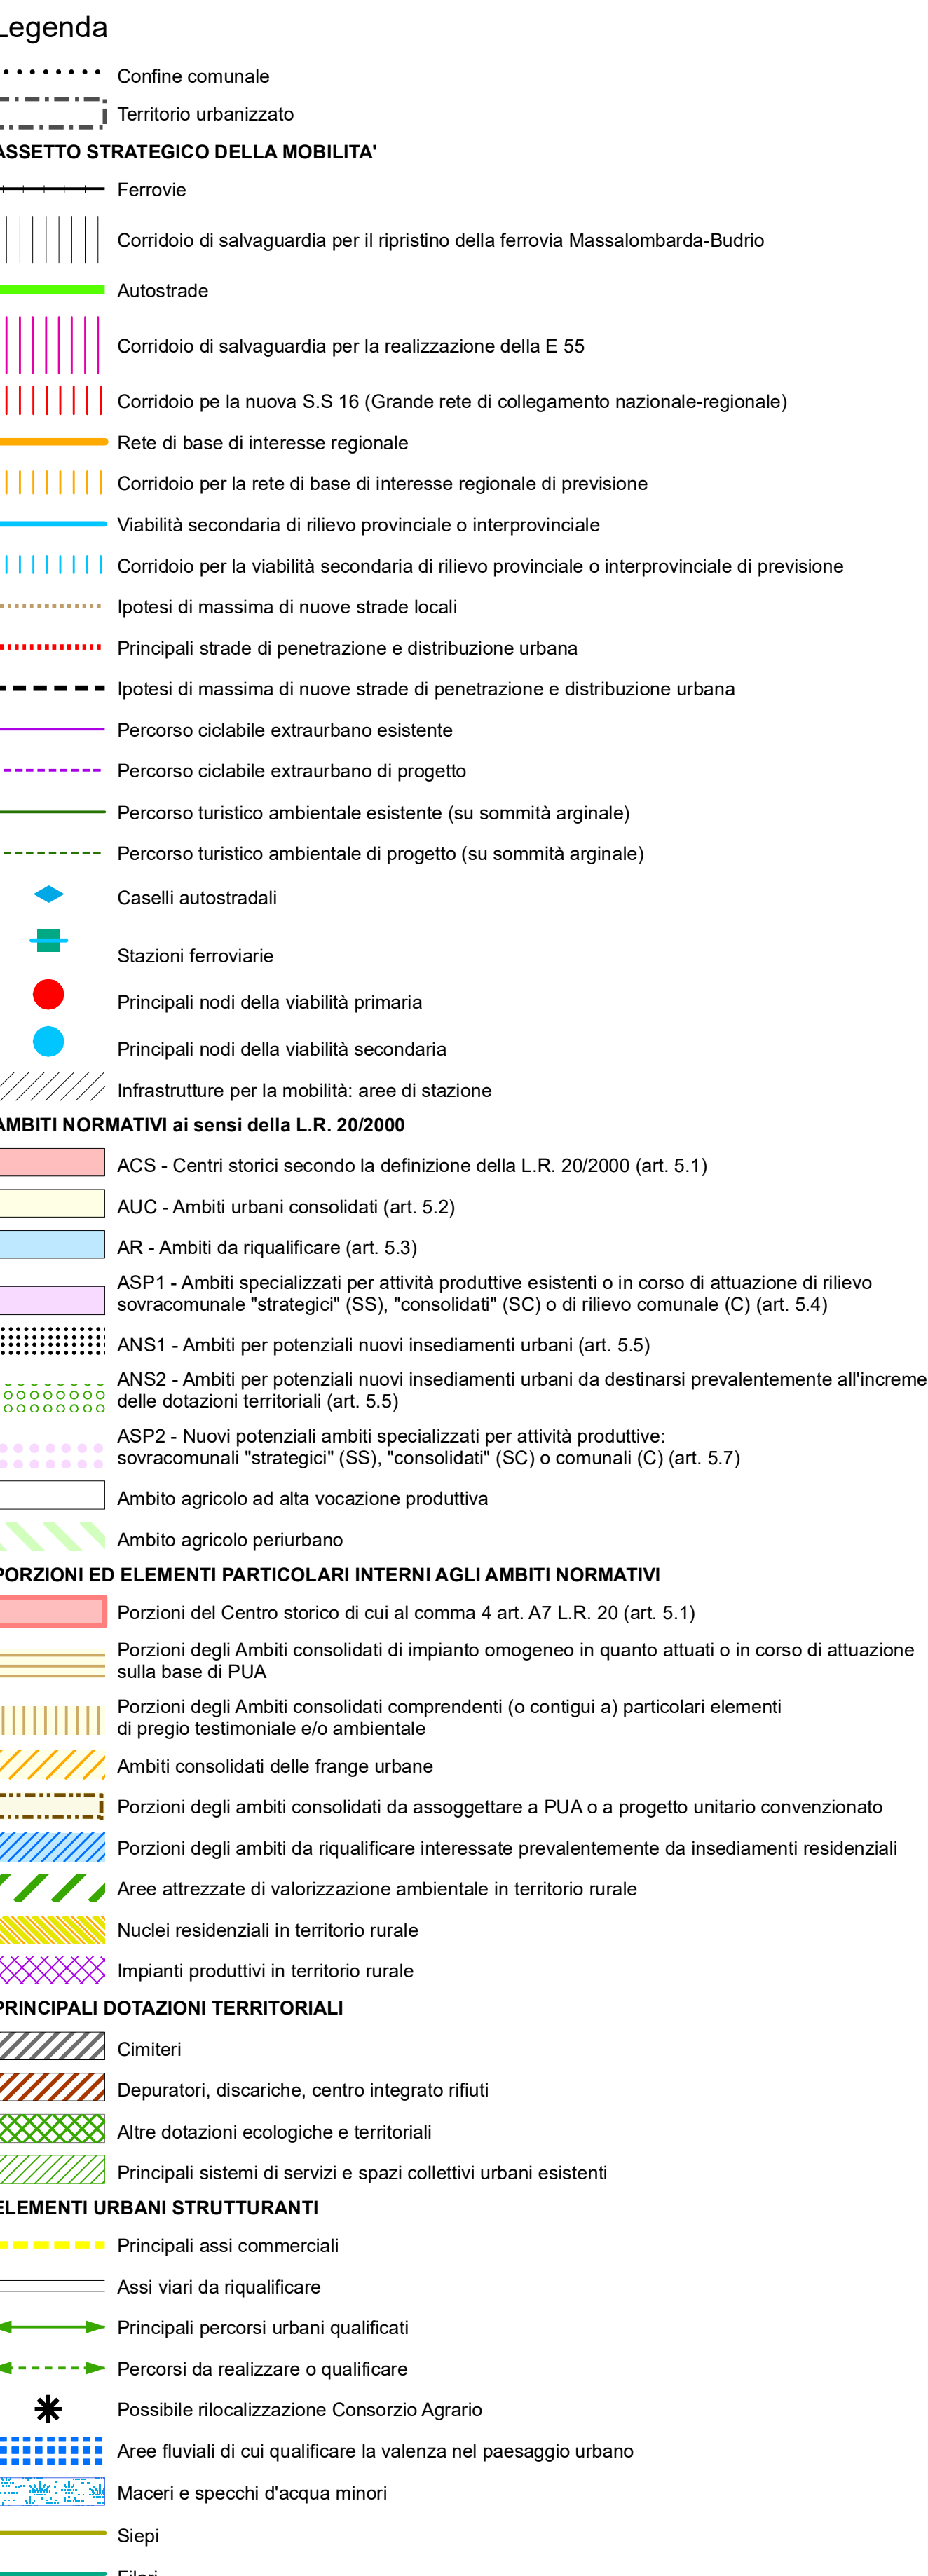 Legenda
Confine comunale
Territorio urbanizzato
ASSETTO STRATEGICO DELLA MOBILITA'
Ferrovie
Corridoio di salvaguardia per il ripristino della ferrovia Massalombarda-Budrio
Autostrade
Corridoio di salvaguardia per la realizzazione della E 55
Corridoio pe la nuova S.S 16 (Grande rete di collegamento nazionale-regionale)
Rete di base di interesse regionale
Corridoio per la rete di base di interesse regionale di previsione
Viabilità secondaria di rilievo provinciale o interprovinciale
Corridoio per la viabilità secondaria di rilievo provinciale o interprovinciale di previsione
Ipotesi di massima di nuove strade locali
Principali strade di penetrazione e distribuzione urbana
Ipotesi di massima di nuove strade di penetrazione e distribuzione urbana
Percorso ciclabile extraurbano esistente
Percorso ciclabile extraurbano di progetto
Percorso turistico ambientale esistente (su sommità arginale)
Percorso turistico ambientale di progetto (su sommità arginale)
Caselli autostradali
Stazioni ferroviarie
Principali nodi della viabilità primaria
Principali nodi della viabilità secondaria
Infrastrutture per la mobilità: aree di stazione
AMBITI NORMATIVI ai sensi della L.R. 20/2000
ACS - Centri storici secondo la definizione della L.R. 20/2000 (art. 5.1)
AUC - Ambiti urbani consolidati (art. 5.2)
AR - Ambiti da riqualificare (art. 5.3)
ASP1 - Ambiti specializzati per attività produttive esistenti o in corso di attuazione di rilievo
sovracomunale "strategici" (SS), "consolidati" (SC) o di rilievo comunale (C) (art. 5.4)
ANS1 - Ambiti per potenziali nuovi insediamenti urbani (art. 5.5)
ANS2 - Ambiti per potenziali nuovi insediamenti urbani da destinarsi prevalentemente all'increme
delle dotazioni territoriali (art. 5.5)
ASP2 - Nuovi potenziali ambiti specializzati per attività produttive:
sovracomunali "strategici" (SS), "consolidati" (SC) o comunali (C) (art. 5.7)
Ambito agricolo ad alta vocazione produttiva
Ambito agricolo periurbano
PORZIONI ED ELEMENTI PARTICOLARI INTERNI AGLI AMBITI NORMATIVI
Porzioni del Centro storico di cui al comma 4 art. A7 L.R. 20 (art. 5.1)
Porzioni degli Ambiti consolidati di impianto omogeneo in quanto attuati o in corso di attuazione
sulla base di PUA
Porzioni degli Ambiti consolidati comprendenti (o contigui a) particolari elementi
di pregio testimoniale e/o ambientale
Ambiti consolidati delle frange urbane
Porzioni degli ambiti consolidati da assoggettare a PUA o a progetto unitario convenzionato
Porzioni degli ambiti da riqualificare interessate prevalentemente da insediamenti residenziali
Aree attrezzate di valorizzazione ambientale in territorio rurale
Nuclei residenziali in territorio rurale
Impianti produttivi in territorio rurale
PRINCIPALI DOTAZIONI TERRITORIALI
Cimiteri
Depuratori, discariche, centro integrato rifiuti
Altre dotazioni ecologiche e territoriali
Principali sistemi di servizi e spazi collettivi urbani esistenti
ELEMENTI URBANI STRUTTURANTI
Principali assi commerciali
Assi viari da riqualificare
Principali percorsi urbani qualificati
Percorsi da realizzare o qualificare
Possibile rilocalizzazione Consorzio Agrario
Aree fluviali di cui qualificare la valenza nel paesaggio urbano
Maceri e specchi d'acqua minori
Siepi
Filari